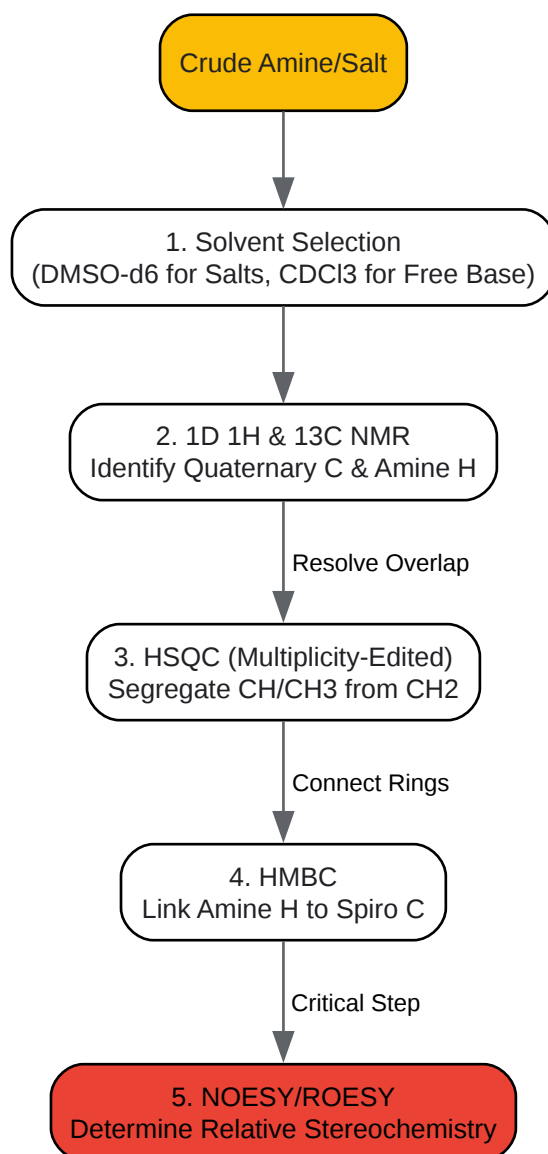 Crude Amine/Salt
1. Solvent Selection
(DMSO-d6 for Salts, CDCl3 for Free Base)
2. 1D 1H & 13C NMR
Identify Quaternary C & Amine H
Resolve Overlap
3. HSQC (Multiplicity-Edited)
Segregate CH/CH3 from CH2
Connect Rings
4. HMBC
Link Amine H to Spiro C
Critical Step
5. NOESY/ROESY
Determine Relative Stereochemistry